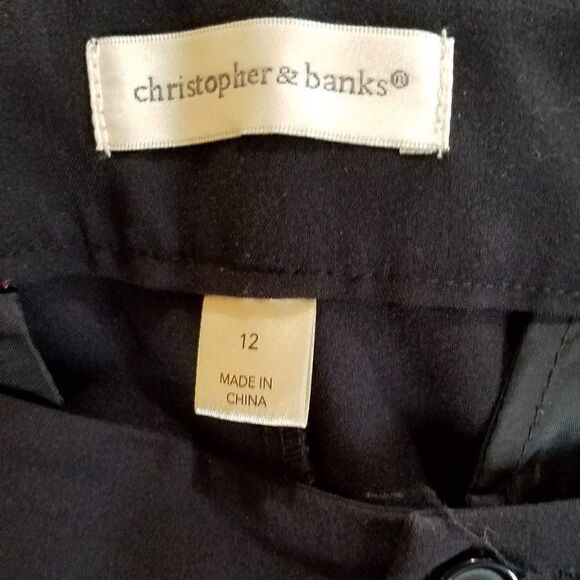 christopher & banks®
12
MADE IN
CHINA